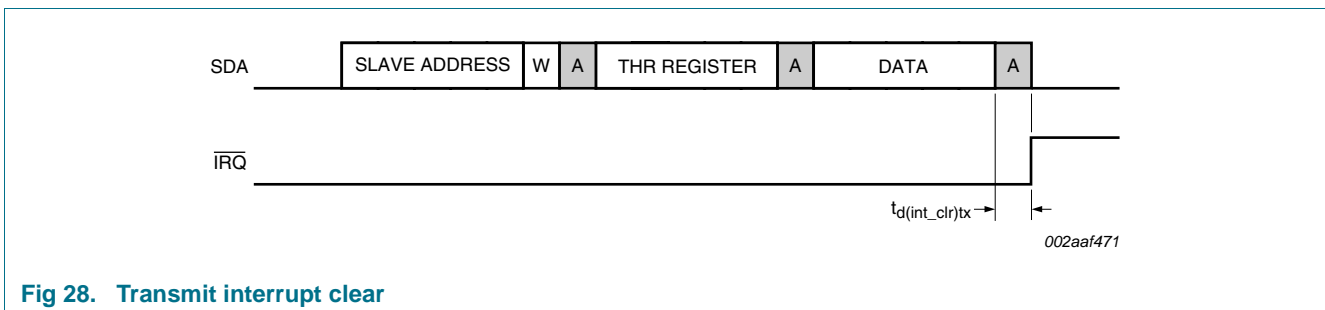 SDA SLAVE ADDRESS W A THR REGISTER A DATA A
IRQ
td(int_clr)tx
002aaf471
Fig 28. Transmit interrupt clear